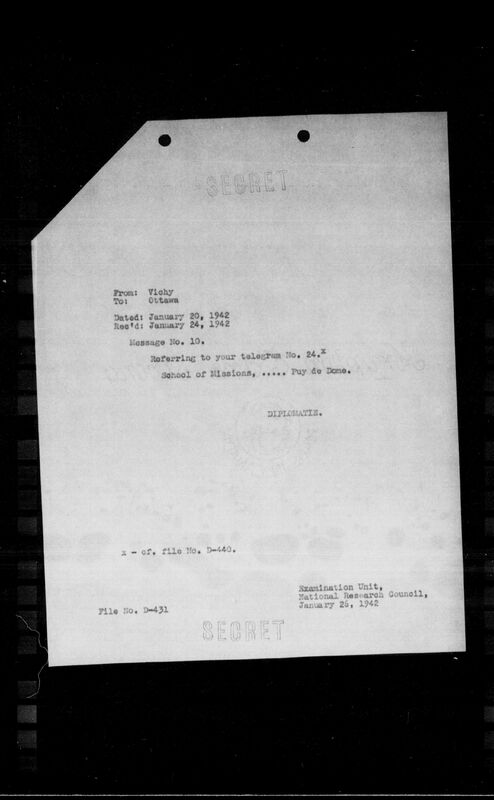 SECRET
From: Vichy
To: Ottawa
Dated: January 20, 1942
Rec'd: January 24, 1942
Message No. 10.
Referring to your telegram No. 24.x
School of Missions, ..... Puy de Dome.
DIPLOMATIE.
x - cf. file No. D-440.
Examination Unit,
National Research Council,
January 26, 1942
File No. D-431
SECRET